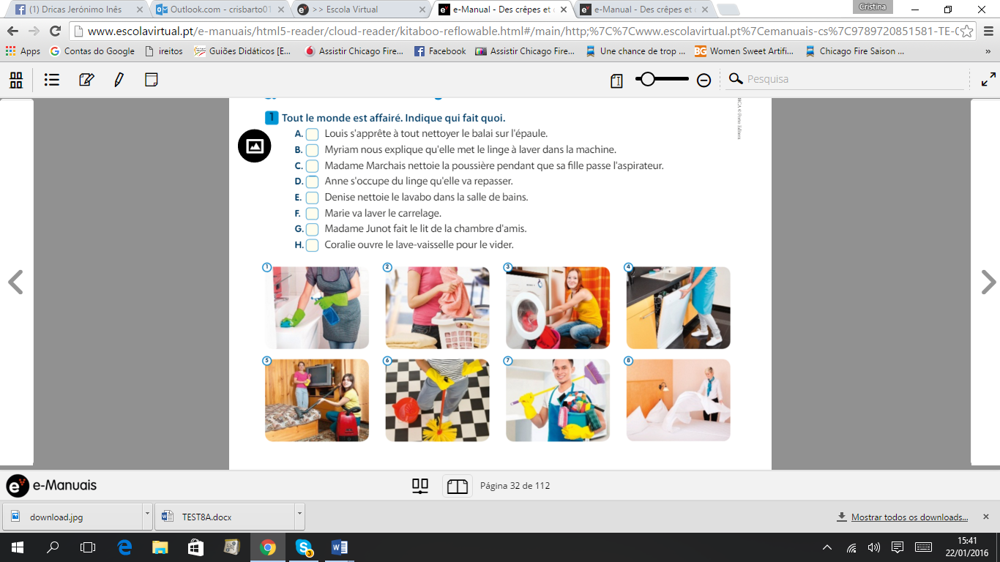 (1) Dricas Jerónimo Inês
Outlook.com - crisbarto01
>> Escola Virtual
e-Manual - Des crêpes et
e-Manual - Des crêpes et
Cristina
www.escolavirtual.pt/e-manuais/html5-reader/cloud-reader/kitaboo-reflowable.html#/main/http;%7C%7Cwww.escolavirtual.pt%7Cemanuais-cs%7C9789720851581-TE-0
Apps
Contas do Google
ireitos
Guiões Didáticos [E...
Assistir Chicago Fire...
Facebook
Assistir Chicago Fire...
Une chance de trop ...
Women Sweet Artifi...
Chicago Fire Saison ...
»
Pesquisa
© Porto Editora
1 Tout le monde est affairé. Indique qui fait quoi.
A. Louis s'apprête à tout nettoyer le balai sur l'épaule.
B. Myriam nous explique qu'elle met le linge à laver dans la machine.
C. Madame Marchais nettoie la poussière pendant que sa fille passe l'aspirateur.
D. Anne s'occupe du linge qu'elle va repasser.
E. Denise nettoie le lavabo dans la salle de bains.
F. Marie va laver le carrelage.
G. Madame Junot fait le lit de la chambre d'amis.
H. Coralie ouvre le lave-vaisselle pour le vider.
1 2 3 4
5 6 7 8
e-Manuais
Página 32 de 112
download.jpg
TEST8A.docx
Mostrar todos os downloads...
3
15:41
22/01/2016